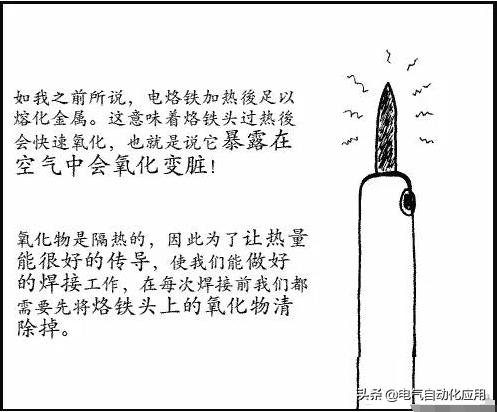 如我之前所说，电烙铁加热後足以
熔化金属。这意味着烙铁头过热後
会快速氧化，也就是说它暴露在
空气中会氧化变脏！
氧化物是隔热的，因此为了让热量
能很好的传导，使我们能做好
的焊接工作，在每次焊接前我们都
需要先将烙铁头上的氧化物清
除掉。
头条 @电气自动化应用